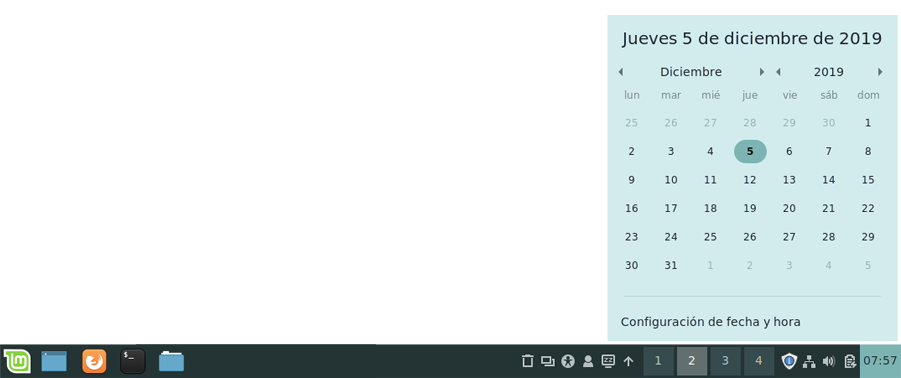 Jueves 5 de diciembre de 2019
Diciembre 2019
lun mar mié jue vie sáb dom
25 26 27 28 29 30 1
2 3 4 5 6 7 8
9 10 11 12 13 14 15
16 17 18 19 20 21 22
23 24 25 26 27 28 29
30 31 1 2 3 4 5
Configuración de fecha y hora
$_ 1 2 3 4 07:57